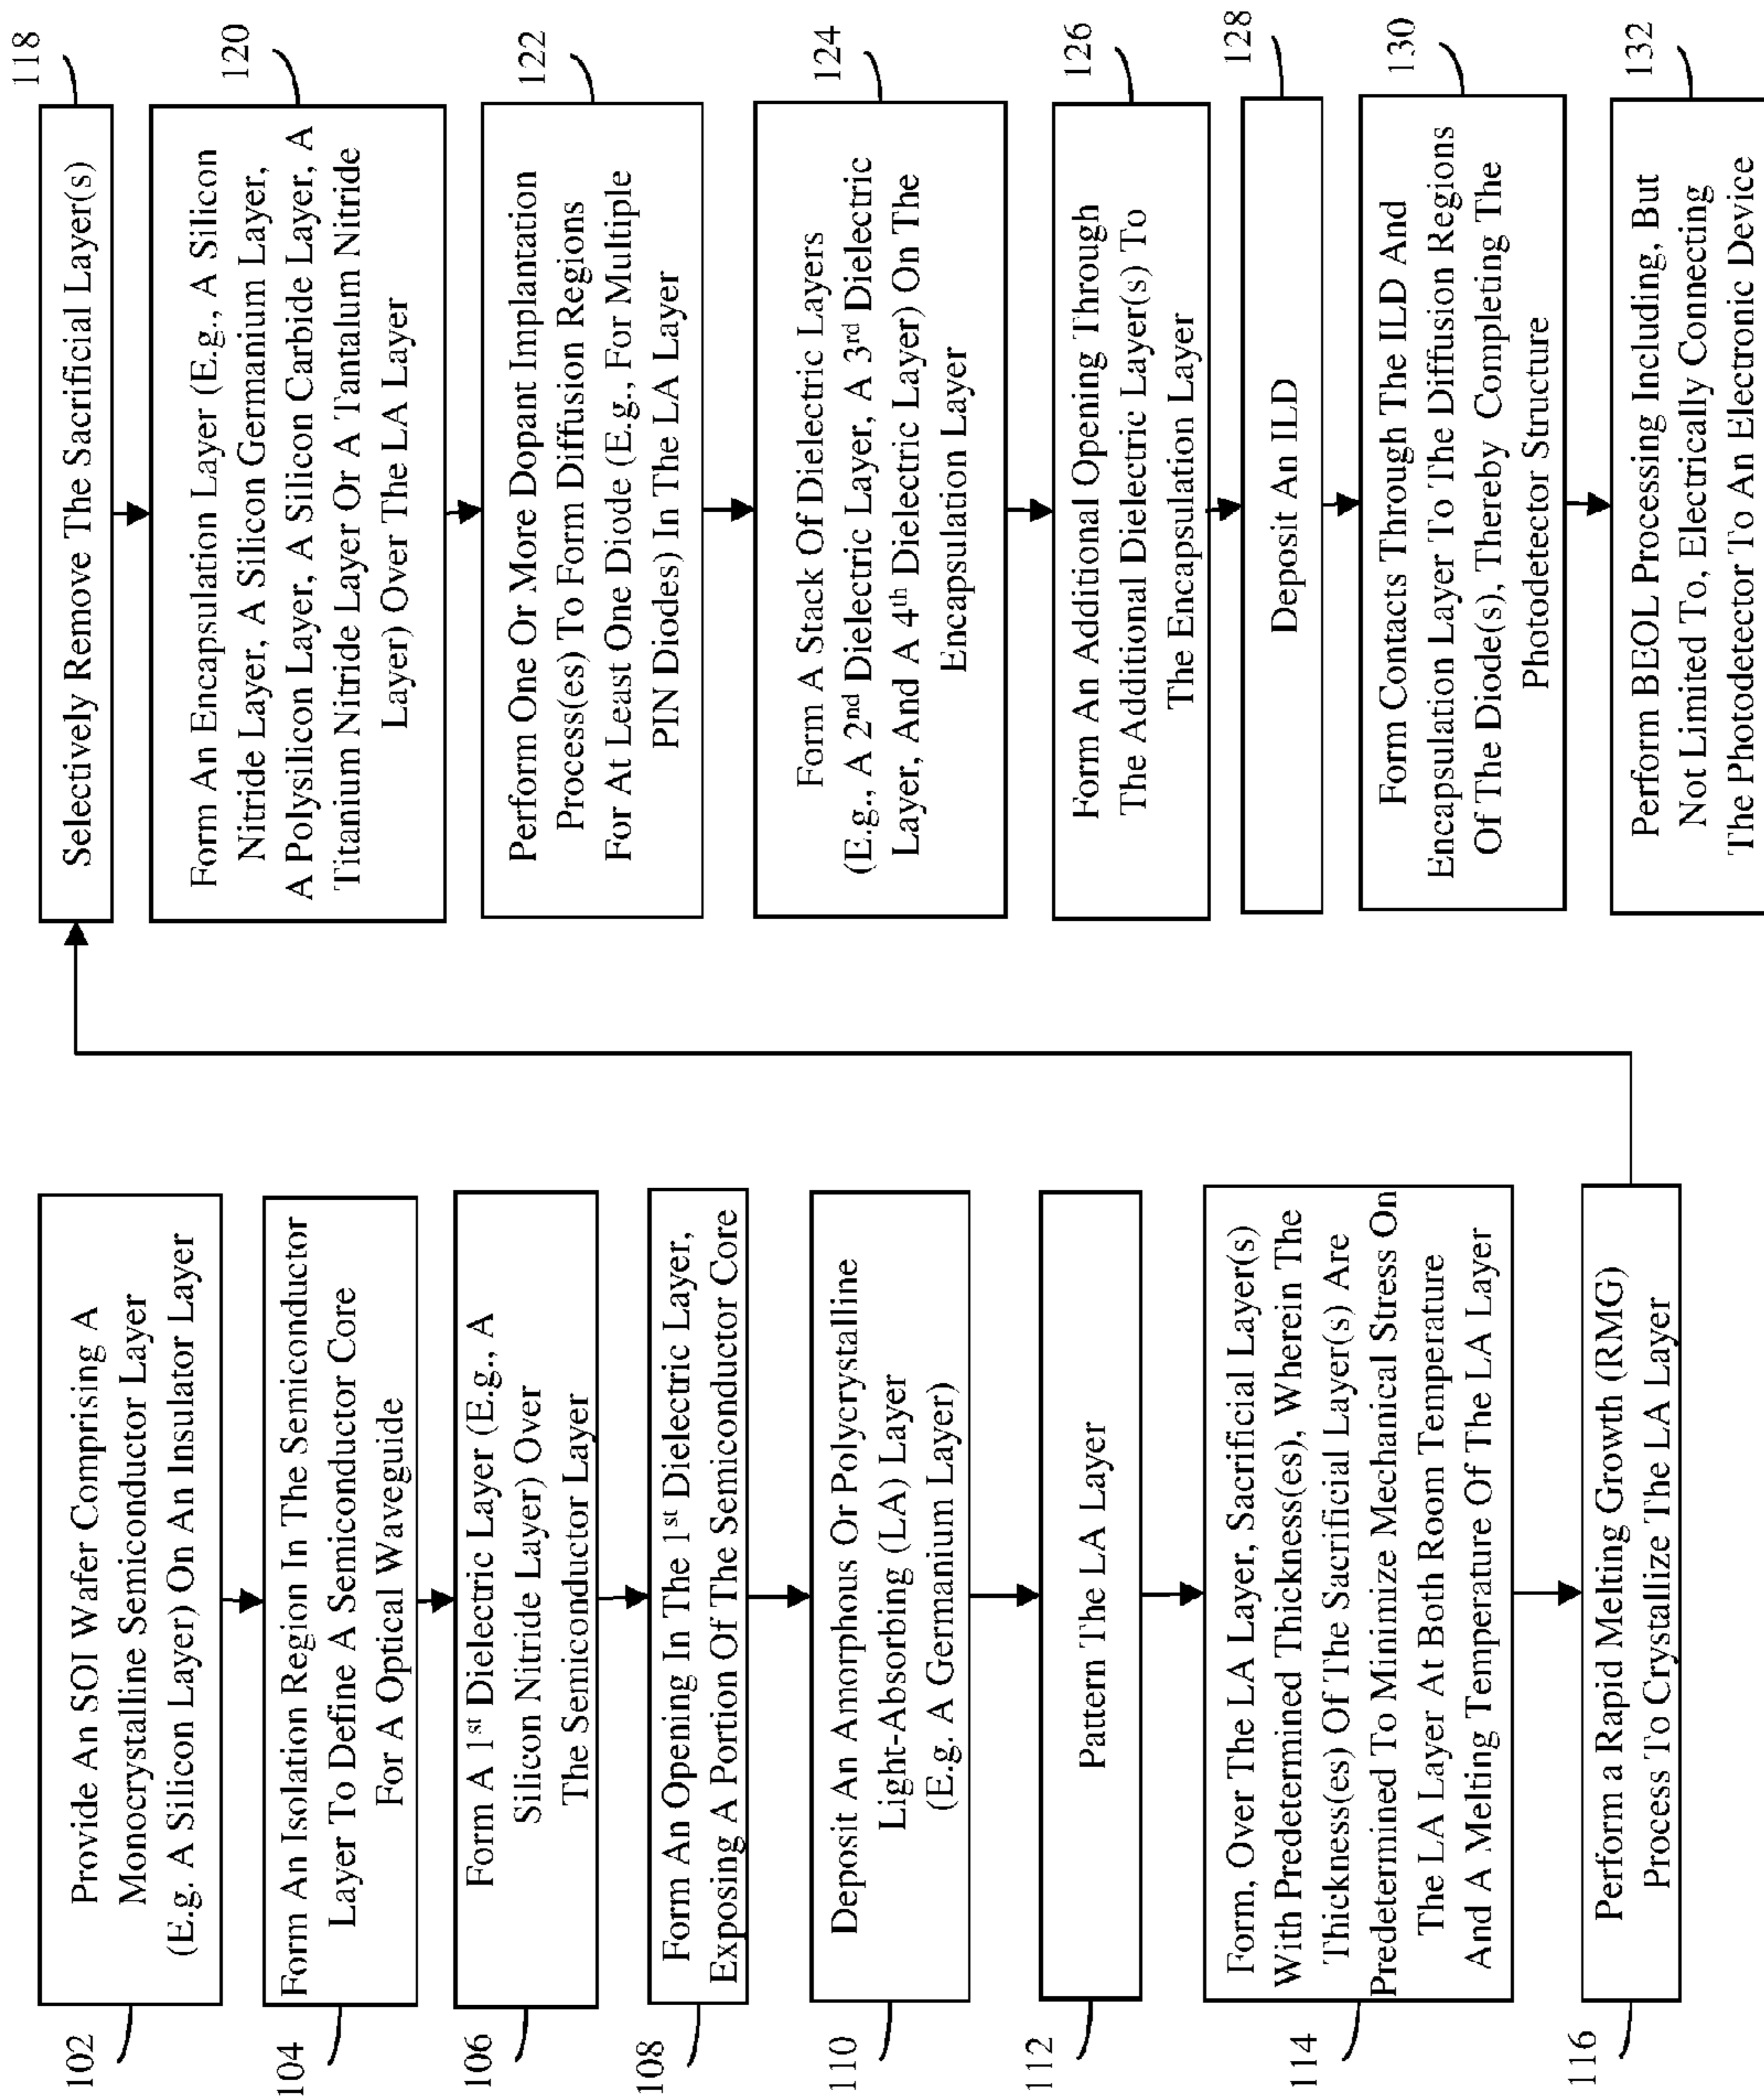 102
Provide An SOI Wafer Comprising A
Monocrystalline Semiconductor Layer
(E.g. A Silicon Layer) On An Insulator Layer
104
Form An Isolation Region In The Semiconductor
Layer To Define A Semiconductor Core
For A Optical Waveguide
106
Form A 1st Dielectric Layer (E.g., A
Silicon Nitride Layer) Over
The Semiconductor Layer
108
Form An Opening In The 1st Dielectric Layer,
Exposing A Portion Of The Semiconductor Core
110
Deposit An Amorphous Or Polycrystalline
Light-Absorbing (LA) Layer
(E.g. A Germanium Layer)
112
Pattern The LA Layer
114
Form, Over The LA Layer, Sacrificial Layer(s)
With Predetermined Thickness(es), Wherein The
Thickness(es) Of The Sacrificial Layer(s) Are
Predetermined To Minimize Mechanical Stress On
The LA Layer At Both Room Temperature
And A Melting Temperature Of The LA Layer
116
Perform a Rapid Melting Growth (RMG)
Process To Crystallize The LA Layer
118
Selectively Remove The Sacrificial Layer(s)
120
Form An Encapsulation Layer (E.g., A Silicon
Nitride Layer, A Silicon Germanium Layer,
A Polysilicon Layer, A Silicon Carbide Layer, A
Titanium Nitride Layer Or A Tantalum Nitride
Layer) Over The LA Layer
122
Perform One Or More Dopant Implantation
Process(es) To Form Diffusion Regions
For At Least One Diode (E.g., For Multiple
PIN Diodes) In The LA Layer
124
Form A Stack Of Dielectric Layers
(E.g., A 2nd Dielectric Layer, A 3rd Dielectric
Layer, And A 4th Dielectric Layer) On The
Encapsulation Layer
126
Form An Additional Opening Through
The Additional Dielectric Layer(s) To
The Encapsulation Layer
128
Deposit An ILD
130
Form Contacts Through The ILD And
Encapsulation Layer To The Diffusion Regions
Of The Diode(s), Thereby Completing The
Photodetector Structure
132
Perform BEOL Processing Including, But
Not Limited To, Electrically Connecting
The Photodetector To An Electronic Device